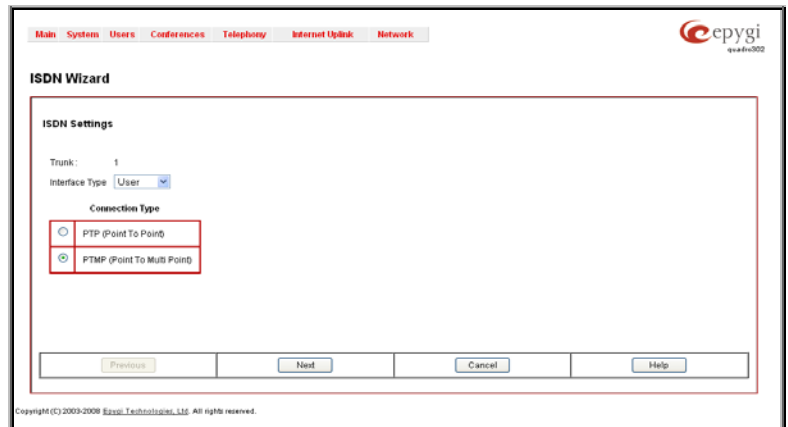 Main System Users Conferences Telephony Internet Uplink Network
epygi
quadro302
ISDN Wizard
ISDN Settings
Trunk: 1
Interface Type User
Connection Type
PTP (Point To Point)
PTMP (Point To Multi Point)
Previous Next Cancel Help
Copyright (C) 2003-2008 Epygi Technologies, Ltd. All rights reserved.